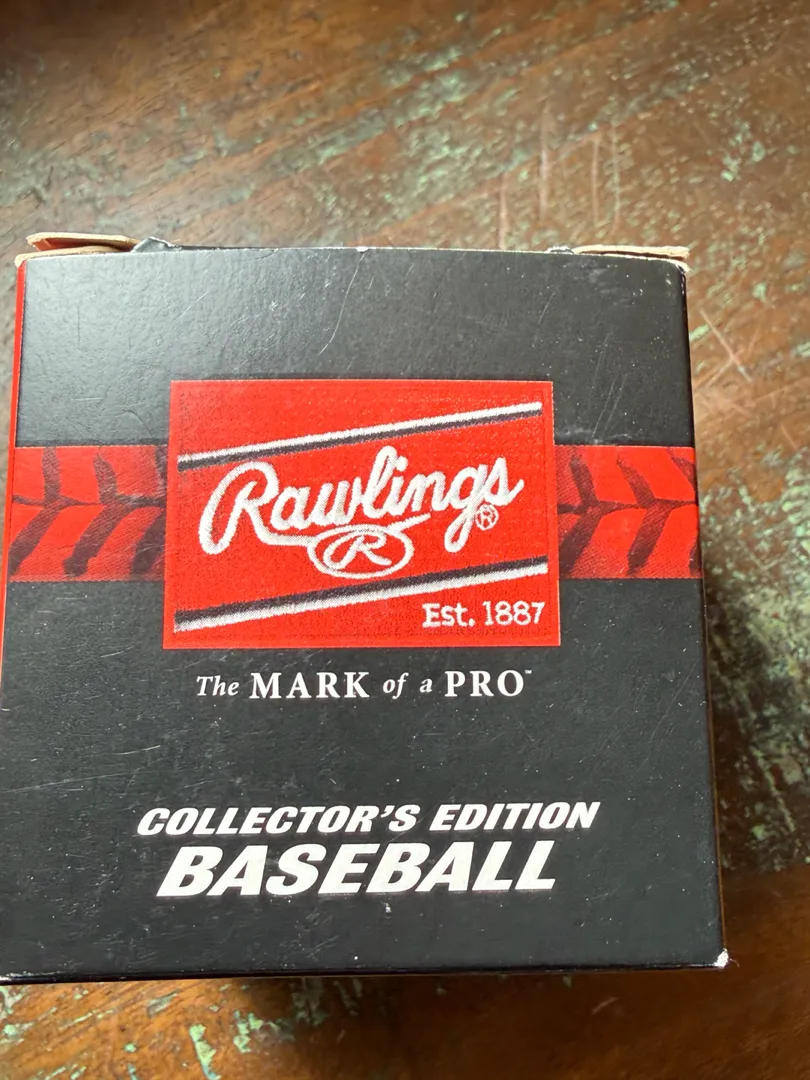 Rawlings®
R
Est. 1887
The MARK of a PRO™
COLLECTOR'S EDITION
BASEBALL